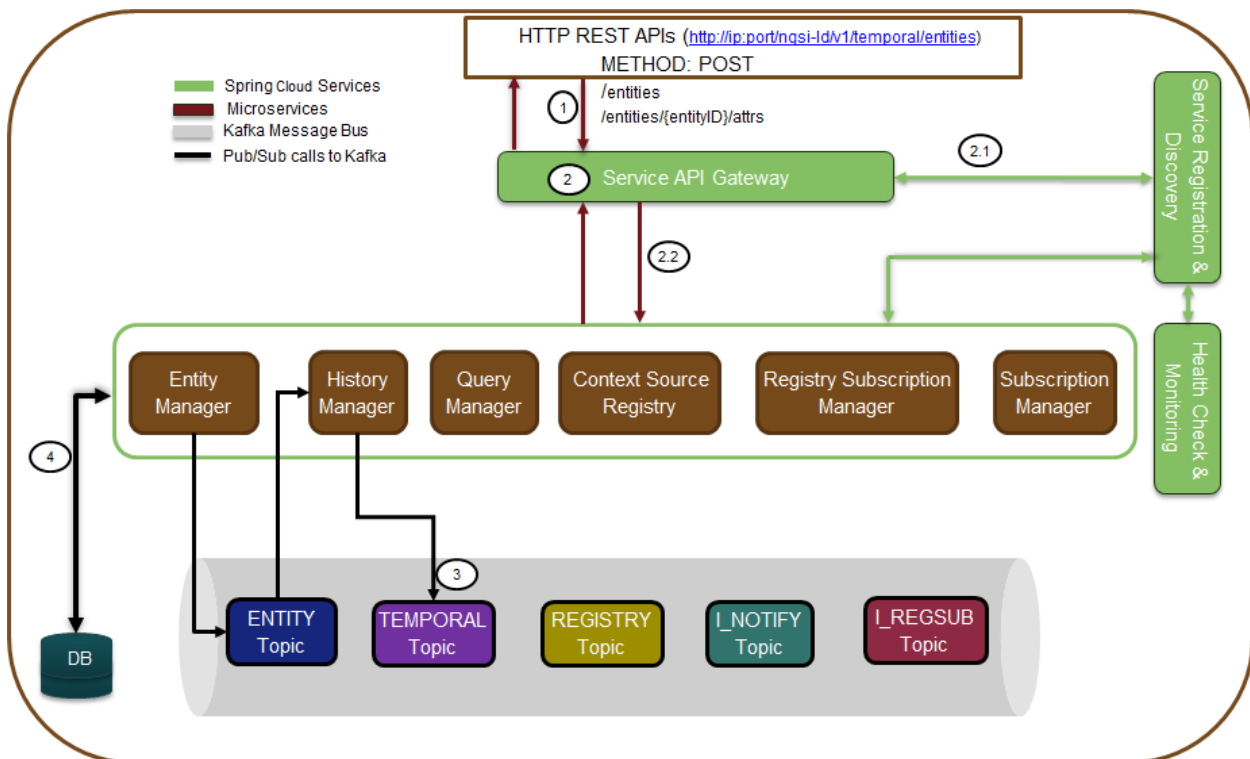 HTTP REST APIs (http://ip:port/nqsi-ld/v1/temporal/entities)
METHOD: POST
Spring Cloud Services
Microservices
Kafka Message Bus
Pub/Sub calls to Kafka
1
/entities
/entities/{entityID}/attrs
2
Service API Gateway
2.1
Service Registration &
Discovery
2.2
Entity
Manager
History
Manager
Query
Manager
Context Source
Registry
Registry Subscription
Manager
Subscription
Manager
Health Check &
Monitoring
4
3
ENTITY
Topic
TEMPORAL
Topic
REGISTRY
Topic
I_NOTIFY
Topic
I_REGSUB
Topic
DB